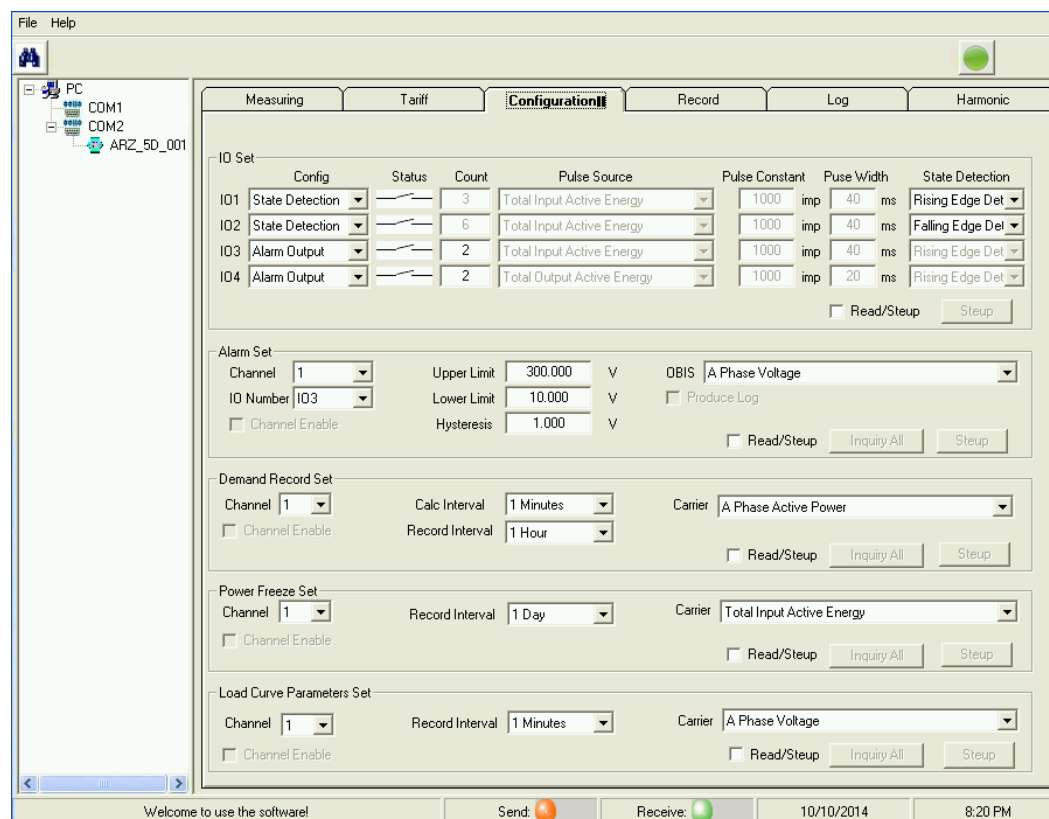 File Help
PC
COM1
COM2
ARZ_5D_001
Measuring Tariff ConfigurationII Record Log Harmonic
IO Set
Config Status Count Pulse Source Pulse Constant Puse Width State Detection
IO1 State Detection 3 Total Input Active Energy 1000 imp 40 ms Rising Edge Det
IO2 State Detection 6 Total Input Active Energy 1000 imp 40 ms Falling Edge Det
IO3 Alarm Output 2 Total Input Active Energy 1000 imp 40 ms Rising Edge Det
IO4 Alarm Output 2 Total Output Active Energy 1000 imp 20 ms Rising Edge Det
Read/Steup Steup
Alarm Set
Channel 1 Upper Limit 300.000 V OBIS A Phase Voltage
IO Number IO3 Lower Limit 10.000 V Produce Log
Channel Enable Hysteresis 1.000 V
Read/Steup Inquiry All Steup
Demand Record Set
Channel 1 Calc Interval 1 Minutes Carrier A Phase Active Power
Channel Enable Record Interval 1 Hour
Read/Steup Inquiry All Steup
Power Freeze Set
Channel 1 Record Interval 1 Day Carrier Total Input Active Energy
Channel Enable
Read/Steup Inquiry All Steup
Load Curve Parameters Set
Channel 1 Record Interval 1 Minutes Carrier A Phase Voltage
Channel Enable Read/Steup Inquiry All Steup
Welcome to use the software! Send: Receive: 10/10/2014 8:20 PM